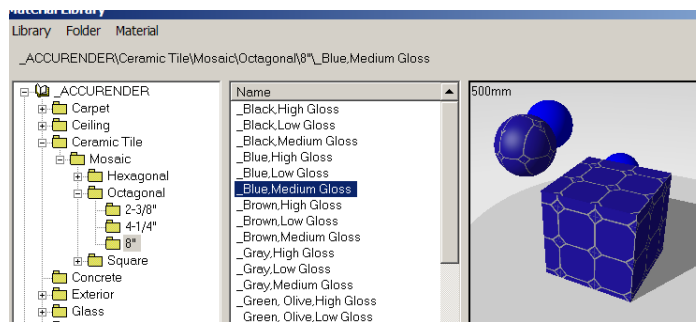 Material Library
Library Folder Material
_ACCURENDER\Ceramic Tile\Mosaic\Octagonal\8"\_Blue,Medium Gloss
_ACCURENDER
Carpet
Ceiling
Ceramic Tile
Mosaic
Hexagonal
Octagonal
2-3/8"
4-1/4"
8"
Square
Concrete
Exterior
Glass
Name
_Black,High Gloss
_Black,Low Gloss
_Black,Medium Gloss
_Blue,High Gloss
_Blue,Low Gloss
_Blue,Medium Gloss
_Brown,High Gloss
_Brown,Low Gloss
_Brown,Medium Gloss
_Gray,High Gloss
_Gray,Low Gloss
_Gray,Medium Gloss
_Green, Olive,High Gloss
_Green, Olive,Low Gloss
500mm